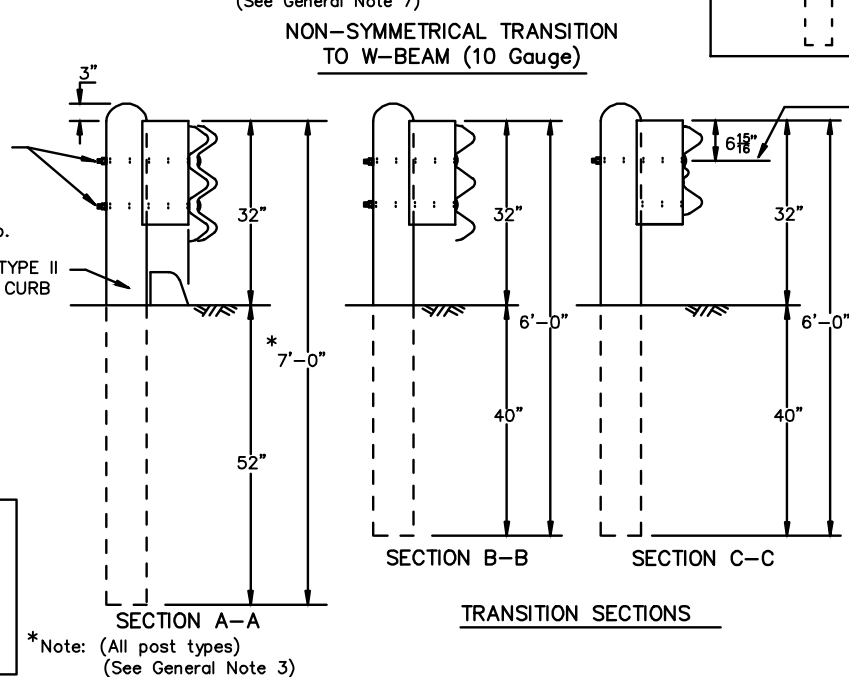 (See General Note 7)
NON-SYMMETRICAL TRANSITION
TO W-BEAM (10 Gauge)
3"
6 15/16"
32"
32"
32"
TYPE II
CURB
6'-0"
6'-0"
*
7'-0"
40"
40"
52"
SECTION B-B
SECTION C-C
SECTION A-A
TRANSITION SECTIONS
*Note: (All post types)
(See General Note 3)